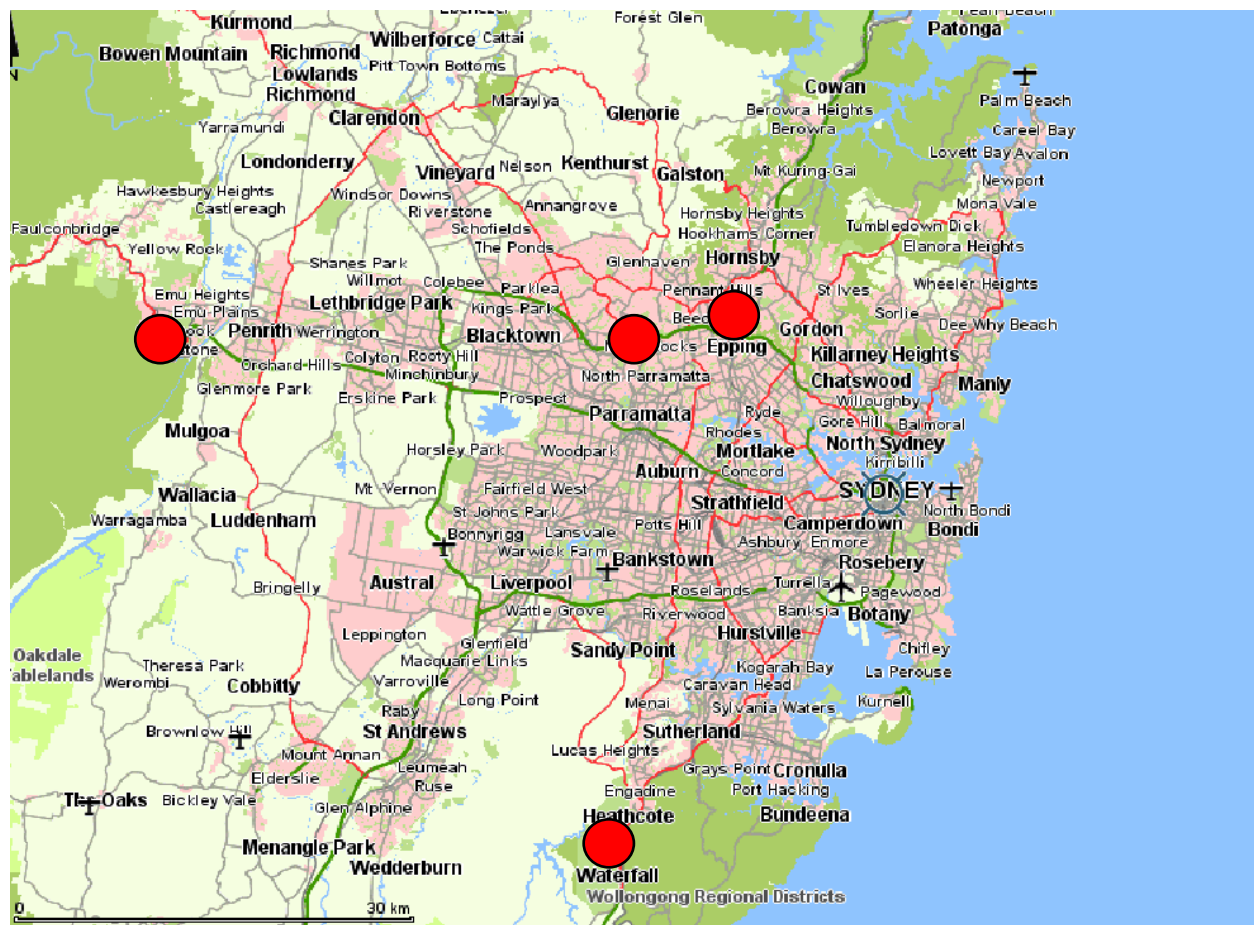 Ebenezer
Pearl Beach
Kurmond
Forest Glen
Patonga
Wilberforce
Cattai
Bowen Mountain
Richmond
Lowlands
Pitt Town Bottoms
Cowan
Richmond
Maraylya
Palm Beach
Glenorie
Berowra Heights
Clarendon
Yarramundi
Berowra
Careel Bay
Londonderry
Nelson
Kenthurst
Lovett Bay
Avalon
Vineyard
Galston
Mt Kuring-Gai
Newport
Hawkesbury Heights
Windsor Downs
Castlereagh
Riverstone
Annangrove
Hornsby Heights
Mona Vale
Faulconbridge
Schofields
Hookhams Corner
Tumbledown Dick
Yellow Rock
The Ponds
Elanora Heights
Shanes Park
Glenhaven
Hornsby
Willmot
Colebee
Parklea
Pennant Hills
St Ives
Wheeler Heights
Emu Heights
Lethbridge Park
Kings Park
Emu Plains
Sorlie
Penrith
Werrington
Blacktown
Beec
Gordon
Dee Why Beach
ocks
Epping
Colyton
Rooty Hill
Killarney Heights
Orchard Hills
Minchinbury
North Parramatta
Chatswood
Manly
Glenmore Park
Erskine Park
Prospect
Willoughby
Parramatta
Ryde
Gore Hill
Balmoral
Mulgoa
Rhodes
North Sydney
Horsley Park
Woodpark
Mortlake
Kirribilli
Auburn
Concord
Mt Vernon
Fairfield West
SYDNEY
Wallacia
Strathfield
Warragamba
Luddenham
St Johns Park
Potts Hill
Camperdown
North Bondi
Bonnyrigg
Lansvale
Bondi
Warwick Farm
Ashbury
Enmore
Bankstown
Rosebery
Bringelly
Austral
Liverpool
Roselands
Turrella
Pagewood
Wattle Grove
Riverwood
Banksia
Botany
Leppington
Glenfield
Hurstville
Oakdale
Tablelands
Theresa Park
Macquarie Links
Sandy Point
Chifley
Werombi
Cobbitty
Varroville
Kogarah Bay
La Perouse
Caravan Head
Long Point
Menai
Sylvania Waters
Kurnell
Raby
Brownlow Hill
St Andrews
Sutherland
Mount Annan
Lucas Heights
Elderslie
Leumeah
Grays Point
Cronulla
The Oaks
Bickley Vale
Ruse
Engadine
Port Hacking
Glen Alphine
Heathcote
Bundeena
Menangle Park
Wedderburn
Waterfall
Wollongong Regional Districts
0 30 km